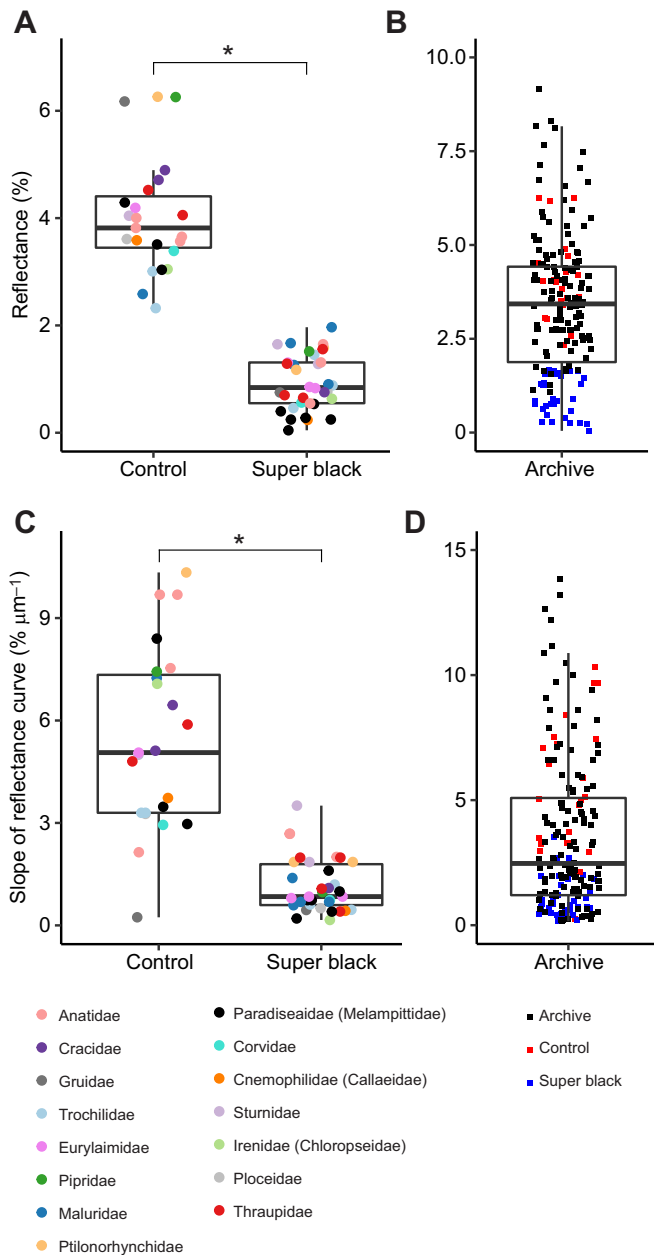 A
B
Reflectance (%)
6
4
2
0
*
Control
Super black
10.0
7.5
5.0
2.5
0
Archive
C
D
Slope of reflectance curve (% μm−1)
9
6
3
0
*
Control
Super black
15
10
5
0
Archive
Anatidae
Cracidae
Gruidae
Trochilidae
Eurylaimidae
Pipridae
Maluridae
Ptilonorhynchidae
Paradiseaidae (Melampittidae)
Corvidae
Cnemophilidae (Callaeidae)
Sturnidae
Irenidae (Chloropseidae)
Ploceidae
Thraupidae
Archive
Control
Super black